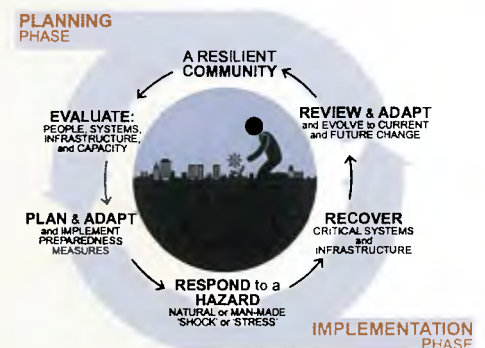 PLANNING
PHASE
A RESILIENT
COMMUNITY
EVALUATE:
PEOPLE, SYSTEMS,
INFRASTRUCTURE,
and CAPACITY
PLAN & ADAPT
and IMPLEMENT
PREPAREDNESS
MEASURES
RESPOND to a
HAZARD
NATURAL or MAN-MADE
'SHOCK' or 'STRESS'
RECOVER
CRITICAL SYSTEMS
and
INFRASTRUCTURE
REVIEW & ADAPT
and EVOLVE to CURRENT
and FUTURE CHANGE
IMPLEMENTATION
PHASE